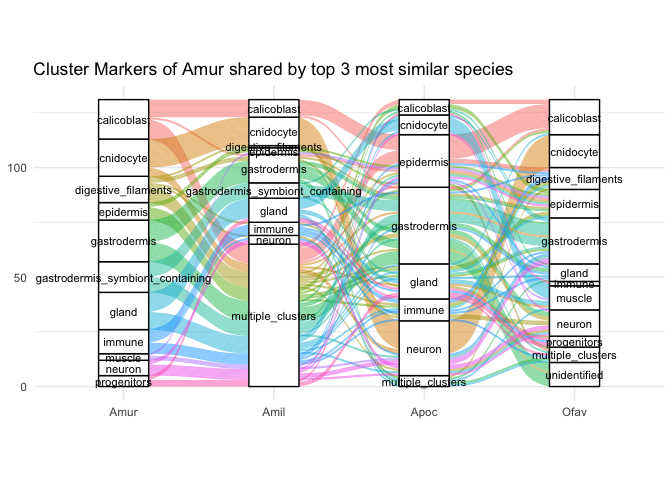 Cluster Markers of Amur shared by top 3 most similar species
100
50
0
calicoblast
cnidocyte
digestive_filaments
epidermis
gastrodermis
gastrodermis_symbiont_containing
gland
immune
muscle
neuron
progenitors
calicoblast
cnidocyte
digestive_filaments
epidermis
gastrodermis
gastrodermis_symbiont_containing
gland
immune
neuron
multiple_clusters
calicoblast
cnidocyte
epidermis
gastrodermis
gland
immune
neuron
multiple_clusters
calicoblast
cnidocyte
digestive_filaments
epidermis
gastrodermis
gland
immune
muscle
neuron
progenitors
multiple_clusters
unidentified
Amur
Amil
Apoc
Ofav